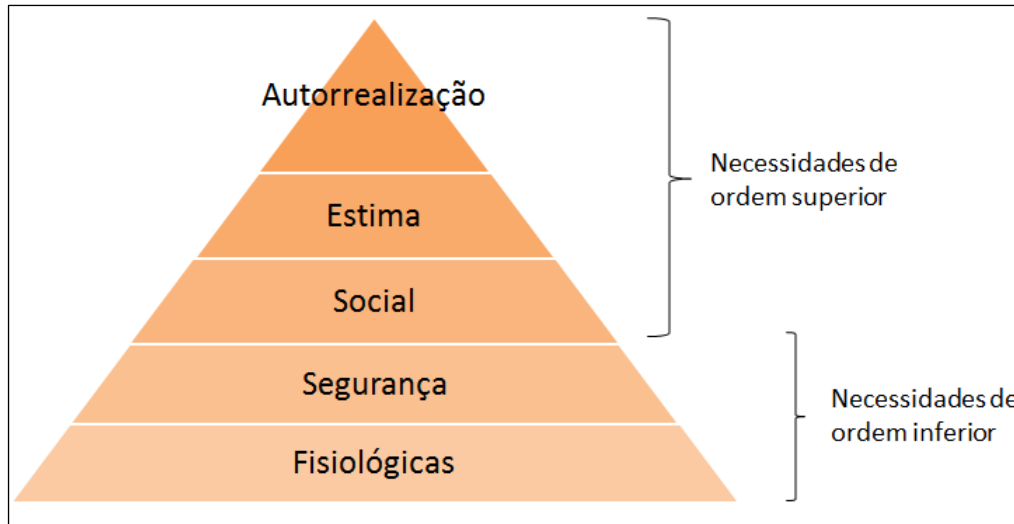 Autorrealização
Estima
Social
Segurança
Fisiológicas
Necessidades de
ordem superior
Necessidades de
ordem inferior